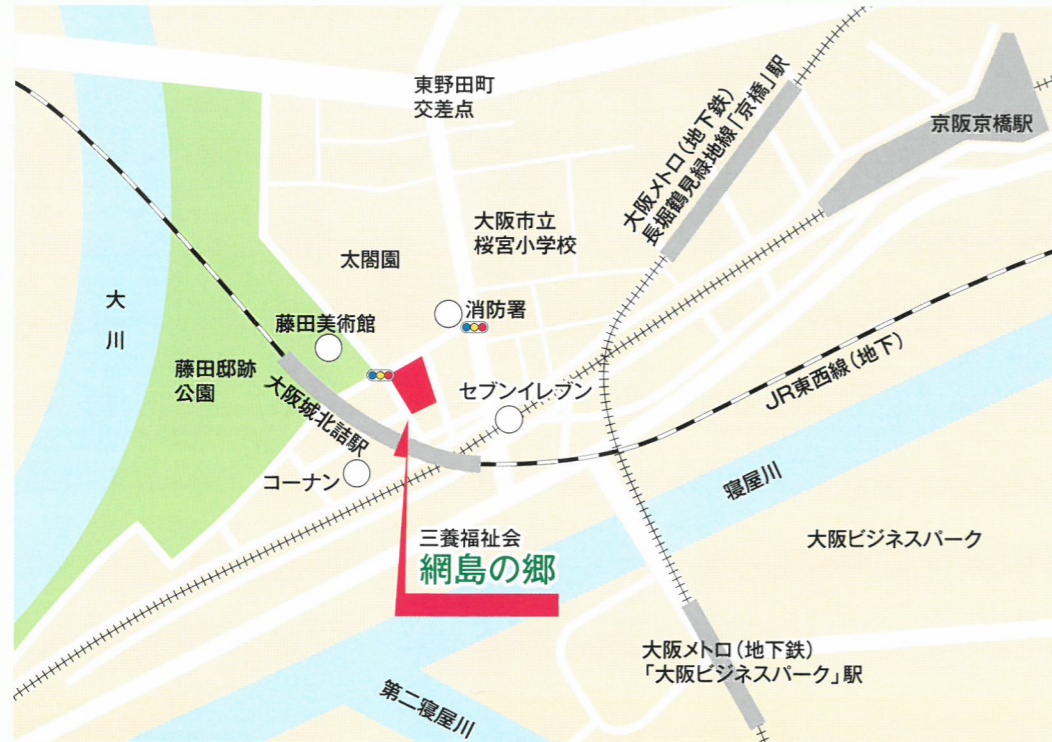 東野田町
交差点
大阪メトロ(地下鉄)
長堀鶴見緑地線「京橋」駅
京阪京橋駅
大阪市立
桜宮小学校
太閤園
大川
消防署
藤田美術館
藤田邸跡
公園
大阪城北詰駅
セブンイレブン
JR東西線(地下)
コーナン
寝屋川
三養福祉会
網島の郷
大阪ビジネスパーク
大阪メトロ(地下鉄)
「大阪ビジネスパーク」駅
第二寝屋川